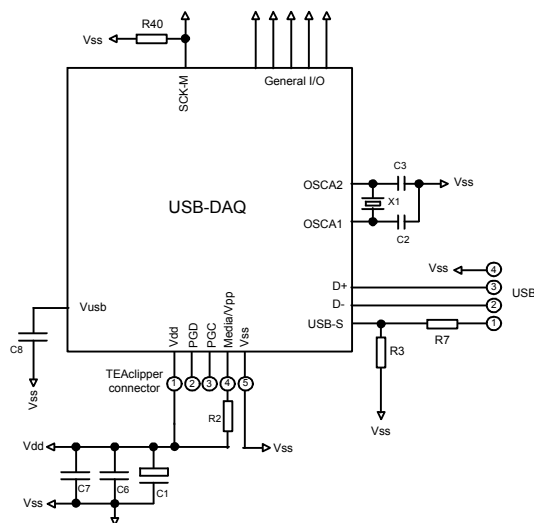 R40
Vss
SCK-M
General I/O
USB-DAQ
OSCA2
C3
Vss
X1
OSCA1
C2
Vss
4
D+
3
USB
D-
2
USB-S
1
R7
R3
Vss
Vusb
C8
Vss
Vdd
PGD
PGC
Media/Vpp
Vss
TEAclipper
connector
1
2
3
4
5
R2
Vdd
Vss
C7
C6
C1
Vss